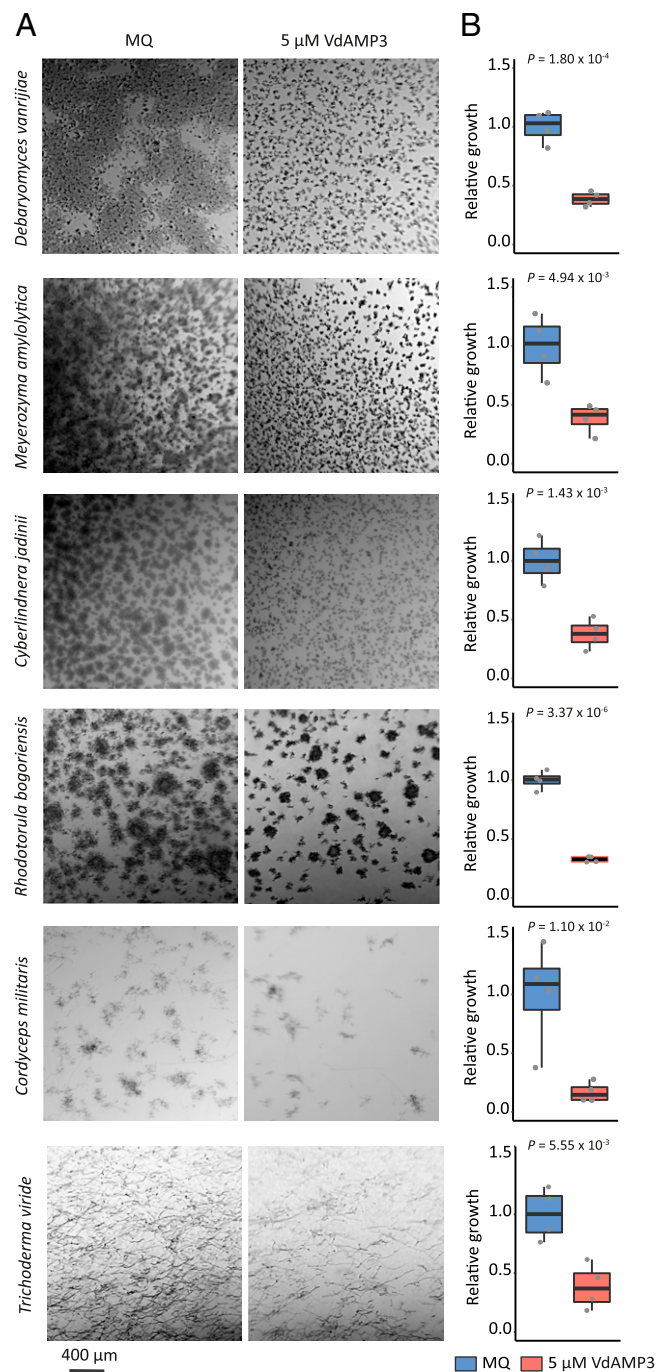 A
B
MQ
5 µM VdAMP3
Debaryomyces vanrijiae
Relative growth
1.5
1.0
0.5
0.0
P = 1.80 x 10-4
Meyerozyma amylolytica
Relative growth
1.5
1.0
0.5
0.0
P = 4.94 x 10-3
Cyberlindnera jadinii
Relative growth
1.5
1.0
0.5
0.0
P = 1.43 x 10-3
Rhodotorula bogoriensis
Relative growth
1.5
1.0
0.5
0.0
P = 3.37 x 10-6
Cordyceps militaris
Relative growth
1.5
1.0
0.5
0.0
P = 1.10 x 10-2
Trichoderma viride
Relative growth
1.5
1.0
0.5
0.0
P = 5.55 x 10-3
400 µm
MQ
5 µM VdAMP3